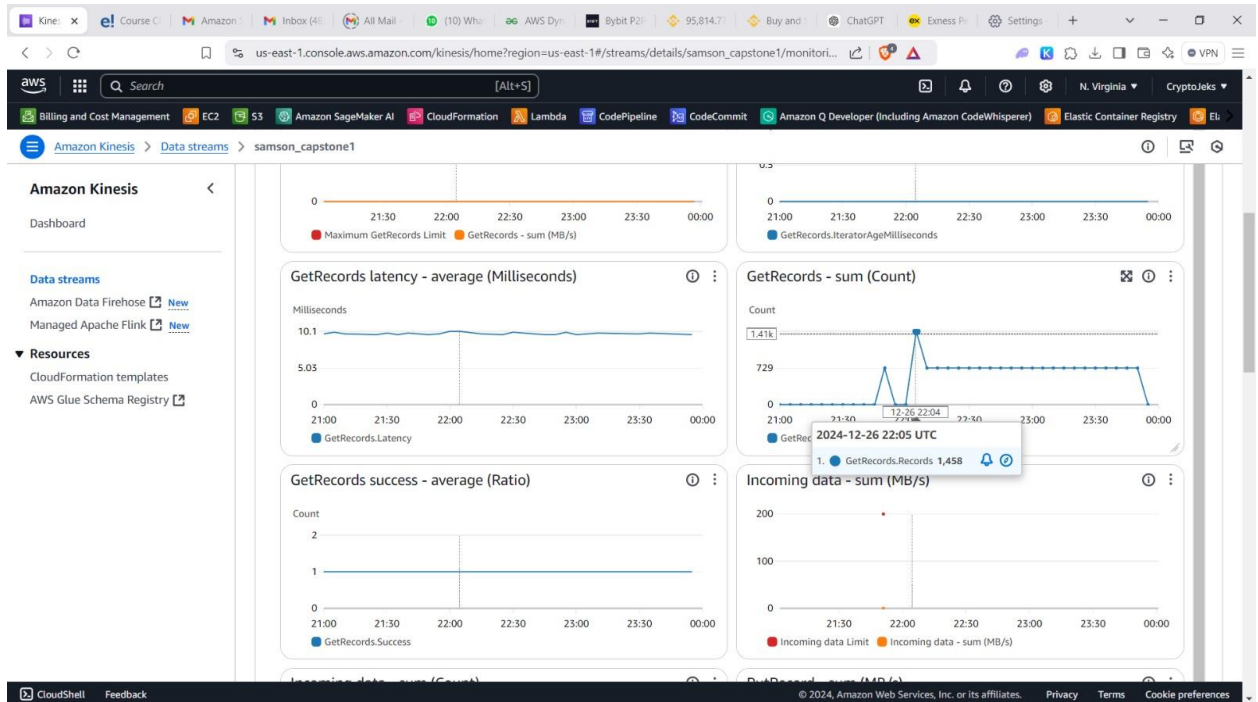 Kine:
Course C
Amazon
Inbox (4
All Mail -
(10) Wha
AWS Dyn
Bybit P2P
95,814.7
Buy and
ChatGPT
Exness P
Settings
us-east-1.console.aws.amazon.com/kinesis/home?region=us-east-1#/streams/details/samson_capstone1/monitori...
VPN
aws
Search
[Alt+S]
N. Virginia
CryptoJeks
Billing and Cost Management
EC2
S3
Amazon SageMaker AI
CloudFormation
Lambda
CodePipeline
CodeCommit
Amazon Q Developer (Including Amazon CodeWhisperer)
Elastic Container Registry
Amazon Kinesis > Data streams > samson_capstone1
Amazon Kinesis
Dashboard
Data streams
Amazon Data Firehose New
Managed Apache Flink New
Resources
CloudFormation templates
AWS Glue Schema Registry
0
21:30 22:00 22:30 23:00 23:30 00:00
Maximum GetRecords Limit GetRecords - sum (MB/s)
0.5
0
21:00 21:30 22:00 22:30 23:00 23:30 00:00
GetRecords.IteratorAgeMilliseconds
GetRecords latency - average (Milliseconds)
Milliseconds
10.1
5.03
0
21:00 21:30 22:00 22:30 23:00 23:30 00:00
GetRecords.Latency
GetRecords - sum (Count)
Count
1.41k
729
0
12-26 22:04
21:00 21:30 22:30 23:00 23:30 00:00
GetRec
2024-12-26 22:05 UTC
1. GetRecords.Records 1,458
GetRecords success - average (Ratio)
Count
2
1
0
21:00 21:30 22:00 22:30 23:00 23:30 00:00
GetRecords.Success
Incoming data - sum (MB/s)
200
100
0
21:30 22:00 22:30 23:00 23:30 00:00
Incoming data Limit Incoming data - sum (MB/s)
Incoming data - sum (Count)
PutRecord - sum (MB/s)
CloudShell
Feedback
© 2024, Amazon Web Services, Inc. or its affiliates.
Privacy
Terms
Cookie preferences